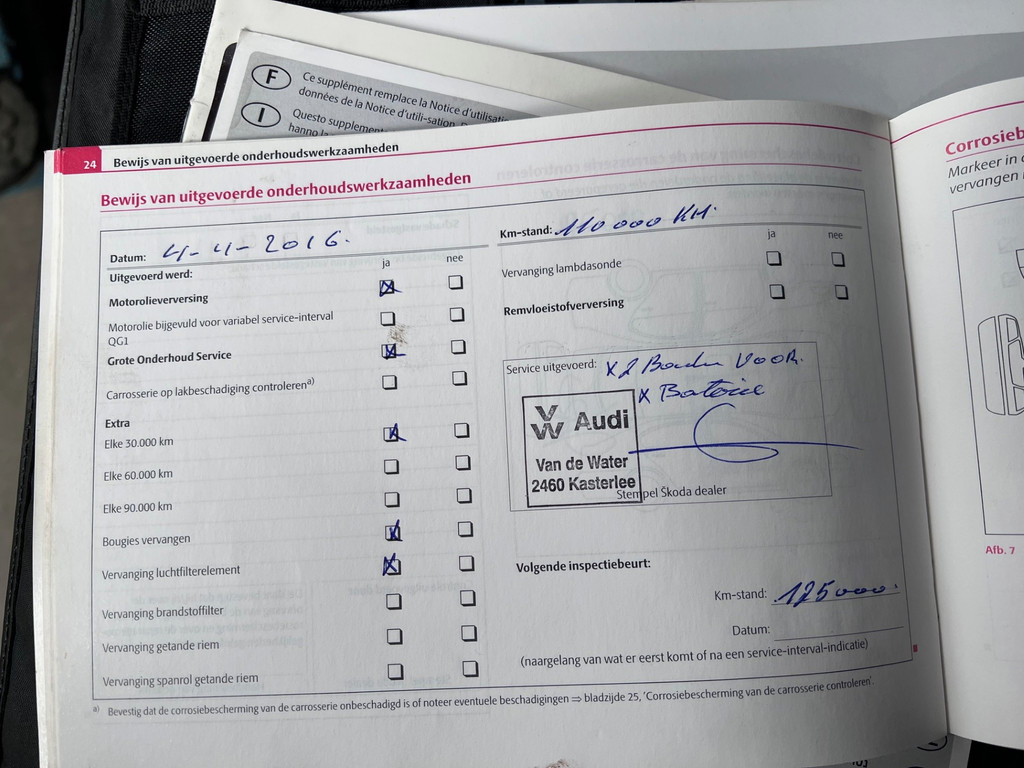 F Ce supplément remplace la Notice d'utilisati
données de la Notice d'utili-sation.
I Questo supplemen
hanno la
24 Bewijs van uitgevoerde onderhoudswerkzaamheden
Bewijs van uitgevoerde onderhoudswerkzaamheden
Datum: 4-4-2016.
Uitgevoerd werd: ja nee
Motorolieverversing
Motorolie bijgevuld voor variabel service-interval
QG1
Grote Onderhoud Service
Carrosserie op lakbeschadiging controleren a)
Extra
Elke 30.000 km
Elke 60.000 km
Elke 90.000 km
Bougies vervangen
Vervanging luchtfilterelement
Vervanging brandstoffilter
Vervanging getande riem
Vervanging spanrol getande riem
Km-stand: 110000 KM.
ja nee
Vervanging lambdasonde
Remvloeistofverversing
Service uitgevoerd: x 2 Banden Voor.
x Baterie
VW Audi
Van de Water
2460 Kasterlee
Stempel Škoda dealer
Volgende inspectiebeurt:
Km-stand: 125000.
Datum:
(naargelang van wat er eerst komt of na een service-interval-indicatie)
a) Bevestig dat de corrosiebescherming van de carrosserie onbeschadigd is of noteer eventuele beschadigingen ⇒ bladzijde 25, 'Corrosiebescherming van de carrosserie controleren'.
Corrosieb
Markeer in
vervangen
Afb. 7